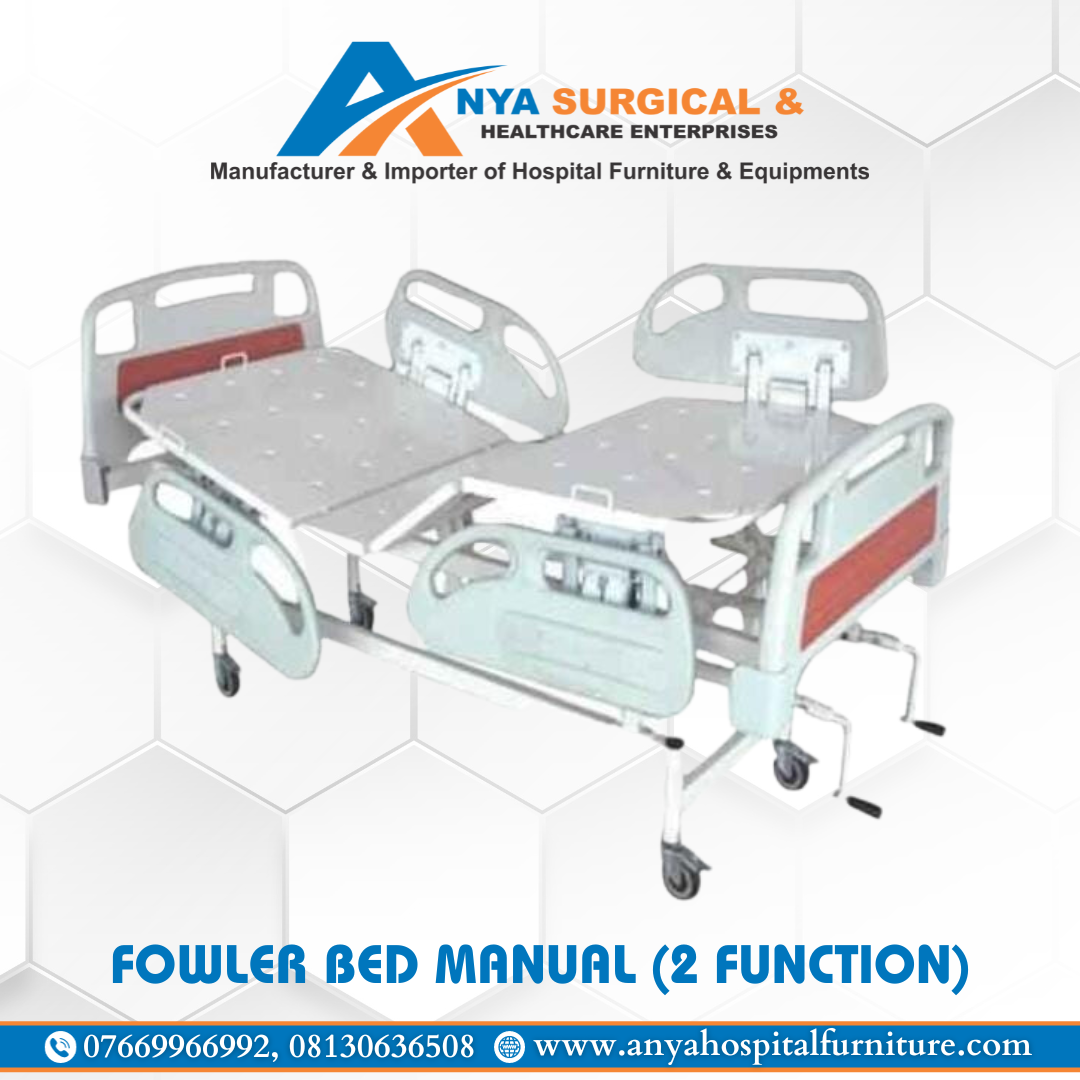 ANYA SURGICAL &
HEALTHCARE ENTERPRISES
Manufacturer & Importer of Hospital Furniture & Equipments
FOWLER BED MANUAL (2 FUNCTION)
07669966992, 08130636508 www.anyahospitalfurniture.com